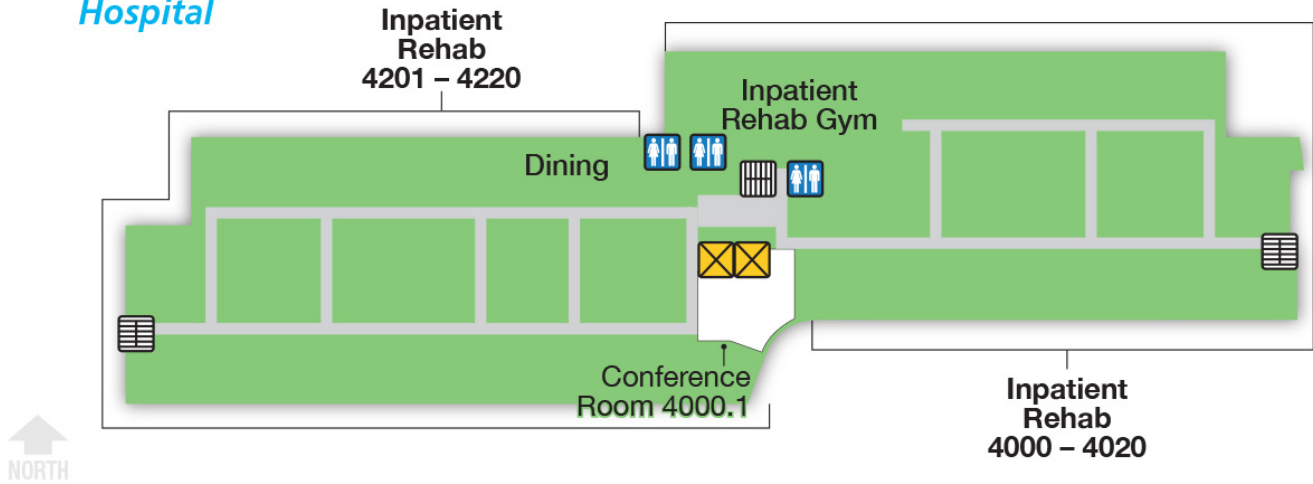 Hospital
Inpatient
Rehab
4201 – 4220
Inpatient
Rehab Gym
Dining
Conference
Room 4000.1
Inpatient
Rehab
4000 – 4020
NORTH